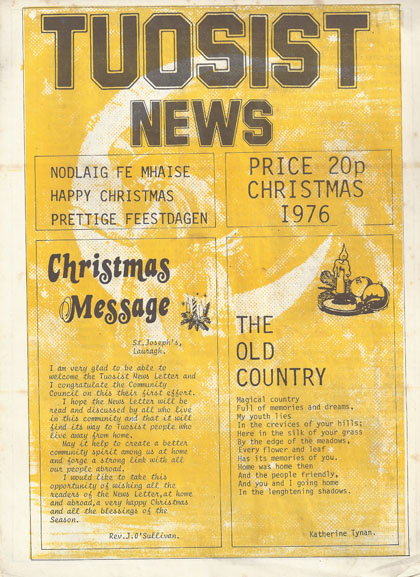 TUOSIST
NEWS
NODLAIG FE MHAISE
HAPPY CHRISTMAS
PRETTIGE FEESTDAGEN
PRICE 20p
CHRISTMAS
I976
Christmas
Message
St.Joseph's,
Lauragh.
I am very glad to be able to
welcome the Tuosist News Letter and
I congratulate the Community
Council on this their first effort.
I hope the News Letter will be
read and discussed by all who live
in this community and that it will
find its way to Tuosist people who
live away from home.
May it help to create a better
community spirit among us at home
and forge a strong link with all
our people abroad.
I would like to take this
opportunity of wishing all the
readers of the News Letter,at home
and abroad,a very happy Christmas
and all the blessings of the
Season.
Rev.J.O'Sullivan.
THE
OLD
COUNTRY
Magical country
Full of memories and dreams,
My youth lies
In the crevices of your hills;
Here in the silk of your grass
By the edge of the meadows,
Every flower and leaf
Has its memories of you.
Home was home then
And the people friendly,
And you and I going home
In the lenghtening shadows.
Katherine Tynan.